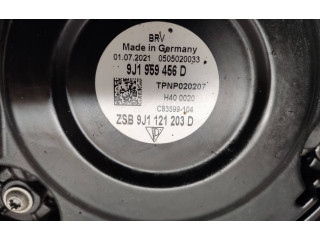 BRV
Made in Germany
01.07.2021 0505020033
9J1 959 456 D
TPNP020207
H40 0020
C83599-104
ZSB 9J1 121 203 D